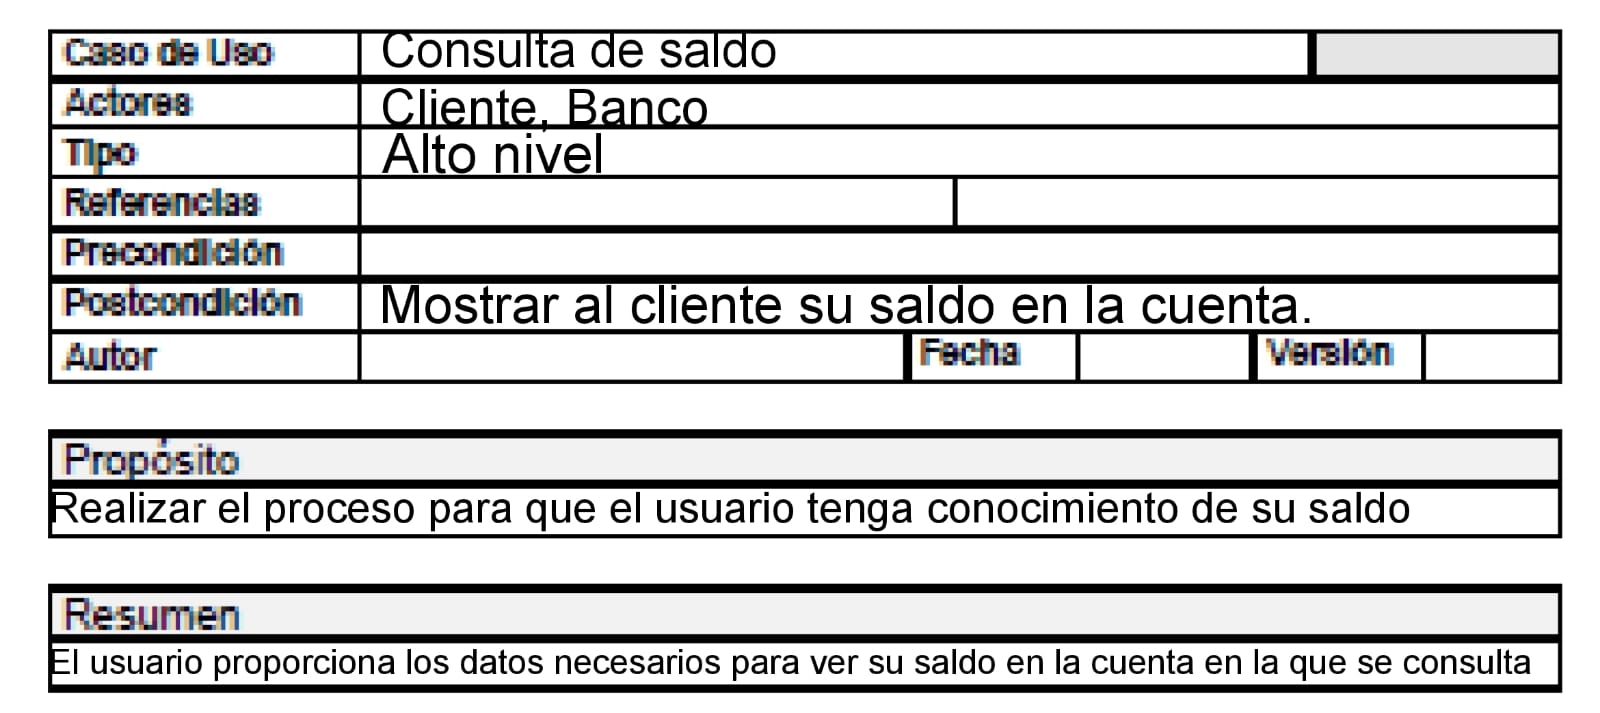 Caso de Uso Consulta de saldo
Actores Cliente, Banco
Tipo Alto nivel
Referencias
Precondición
Postcondición Mostrar al cliente su saldo en la cuenta.
Autor Fecha Versión
Propósito
Realizar el proceso para que el usuario tenga conocimiento de su saldo
Resumen
El usuario proporciona los datos necesarios para ver su saldo en la cuenta en la que se consulta